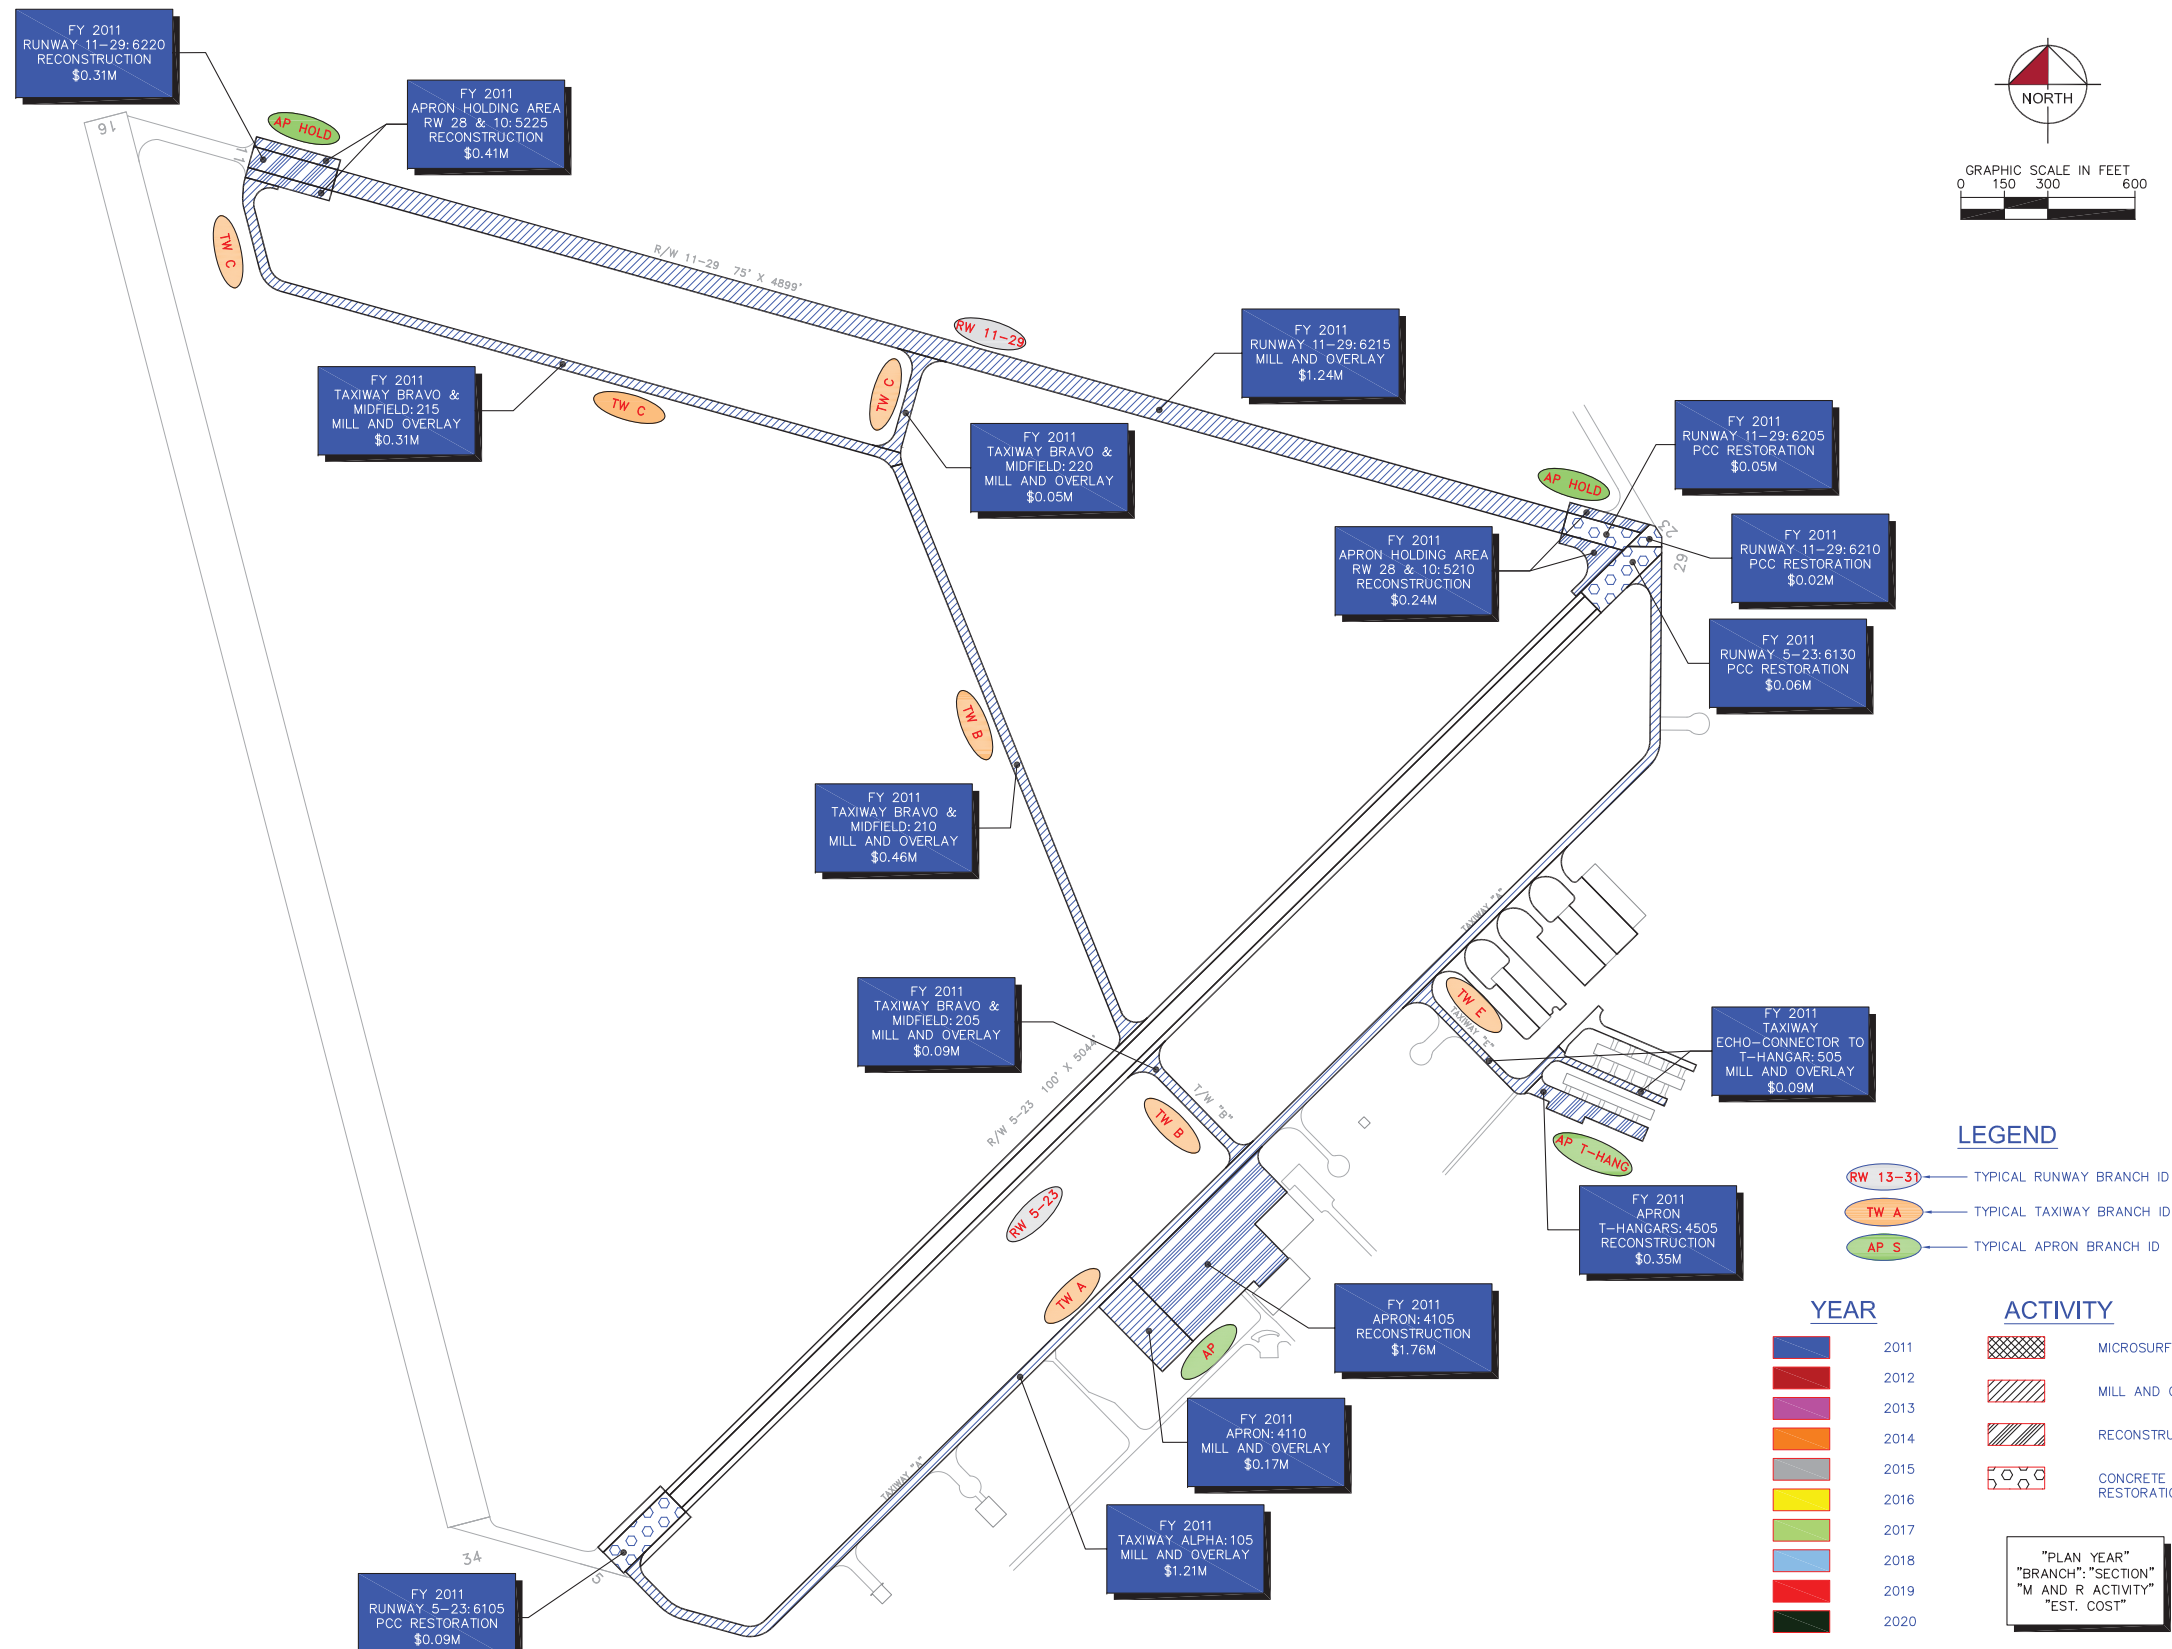 FY 2011
RUNWAY 11-29:6220
RECONSTRUCTION
$0.31M
FY 2011
APRON HOLDING AREA
RW 28 & 10:5225
RECONSTRUCTION
$0.41M
AP HOLD
16
11
NORTH
GRAPHIC SCALE IN FEET
0 150 300 600
TW C
R/W 11-29 75' X 4899'
RW 11-29
FY 2011
RUNWAY 11-29:6215
MILL AND OVERLAY
$1.24M
FY 2011
TAXIWAY BRAVO &
MIDFIELD:215
MILL AND OVERLAY
$0.31M
TW C
TW C
FY 2011
TAXIWAY BRAVO &
MIDFIELD:220
MILL AND OVERLAY
$0.05M
FY 2011
RUNWAY 11-29:6205
PCC RESTORATION
$0.05M
AP HOLD
23
29
FY 2011
RUNWAY 11-29:6210
PCC RESTORATION
$0.02M
FY 2011
APRON HOLDING AREA
RW 28 & 10:5210
RECONSTRUCTION
$0.24M
FY 2011
RUNWAY 5-23:6130
PCC RESTORATION
$0.06M
TW B
FY 2011
TAXIWAY BRAVO &
MIDFIELD:210
MILL AND OVERLAY
$0.46M
TAXIWAY "A"
FY 2011
TAXIWAY BRAVO &
MIDFIELD:205
MILL AND OVERLAY
$0.09M
TW E
TAXIWAY "E"
FY 2011
TAXIWAY
ECHO-CONNECTOR TO
T-HANGAR:505
MILL AND OVERLAY
$0.09M
R/W 5-23 100' X 5044'
T/W "B"
TW B
AP T-HANG
FY 2011
APRON
T-HANGARS:4505
RECONSTRUCTION
$0.35M
RW 5-23
TW A
FY 2011
APRON:4105
RECONSTRUCTION
$1.76M
AP
FY 2011
APRON:4110
MILL AND OVERLAY
$0.17M
TAXIWAY "A"
FY 2011
TAXIWAY ALPHA:105
MILL AND OVERLAY
$1.21M
34
5
FY 2011
RUNWAY 5-23:6105
PCC RESTORATION
$0.09M
LEGEND
RW 13-31 TYPICAL RUNWAY BRANCH ID
TW A TYPICAL TAXIWAY BRANCH ID
AP S TYPICAL APRON BRANCH ID
YEAR
2011
2012
2013
2014
2015
2016
2017
2018
2019
2020
ACTIVITY
MICROSURF
MILL AND
RECONSTRU
CONCRETE
RESTORATI
"PLAN YEAR"
"BRANCH":"SECTION"
"M AND R ACTIVITY"
"EST. COST"